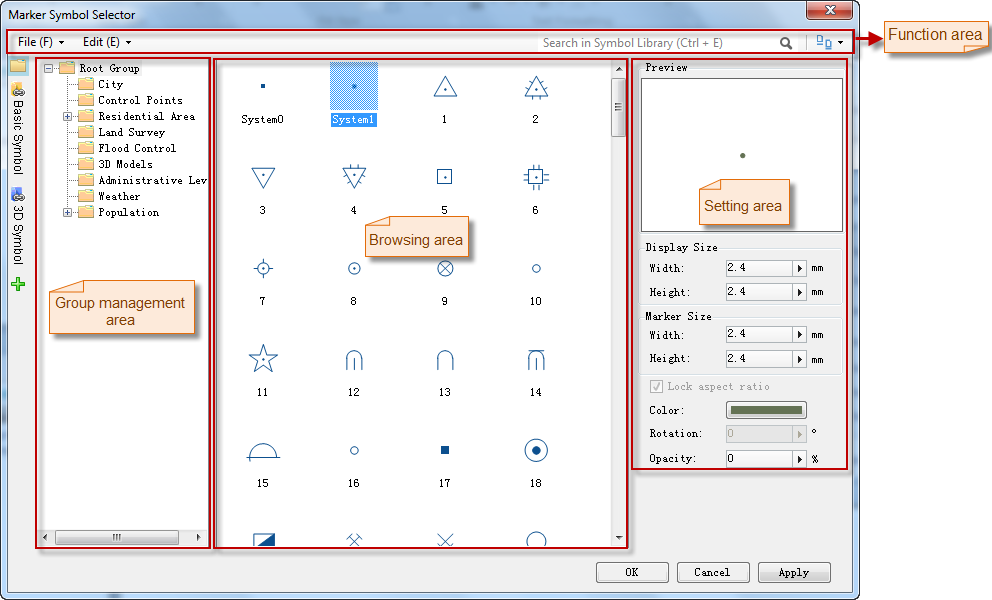 Marker Symbol Selector
File (F)
Edit (E)
Search in Symbol Library (Ctrl + E)
Function area
Basic Symbol
3D Symbol
Root Group
City
Control Points
Residential Area
Land Survey
Flood Control
3D Models
Administrative Lev
Weather
Population
Group management
area
System0
System1
1
2
3
4
5
6
Browsing area
7
8
9
10
11
12
13
14
15
16
17
18
Preview
Setting area
Display Size
Width: 2.4 mm
Height: 2.4 mm
Marker Size
Width: 2.4 mm
Height: 2.4 mm
Lock aspect ratio
Color:
Rotation: 0 °
Opacity: 0 %
OK
Cancel
Apply